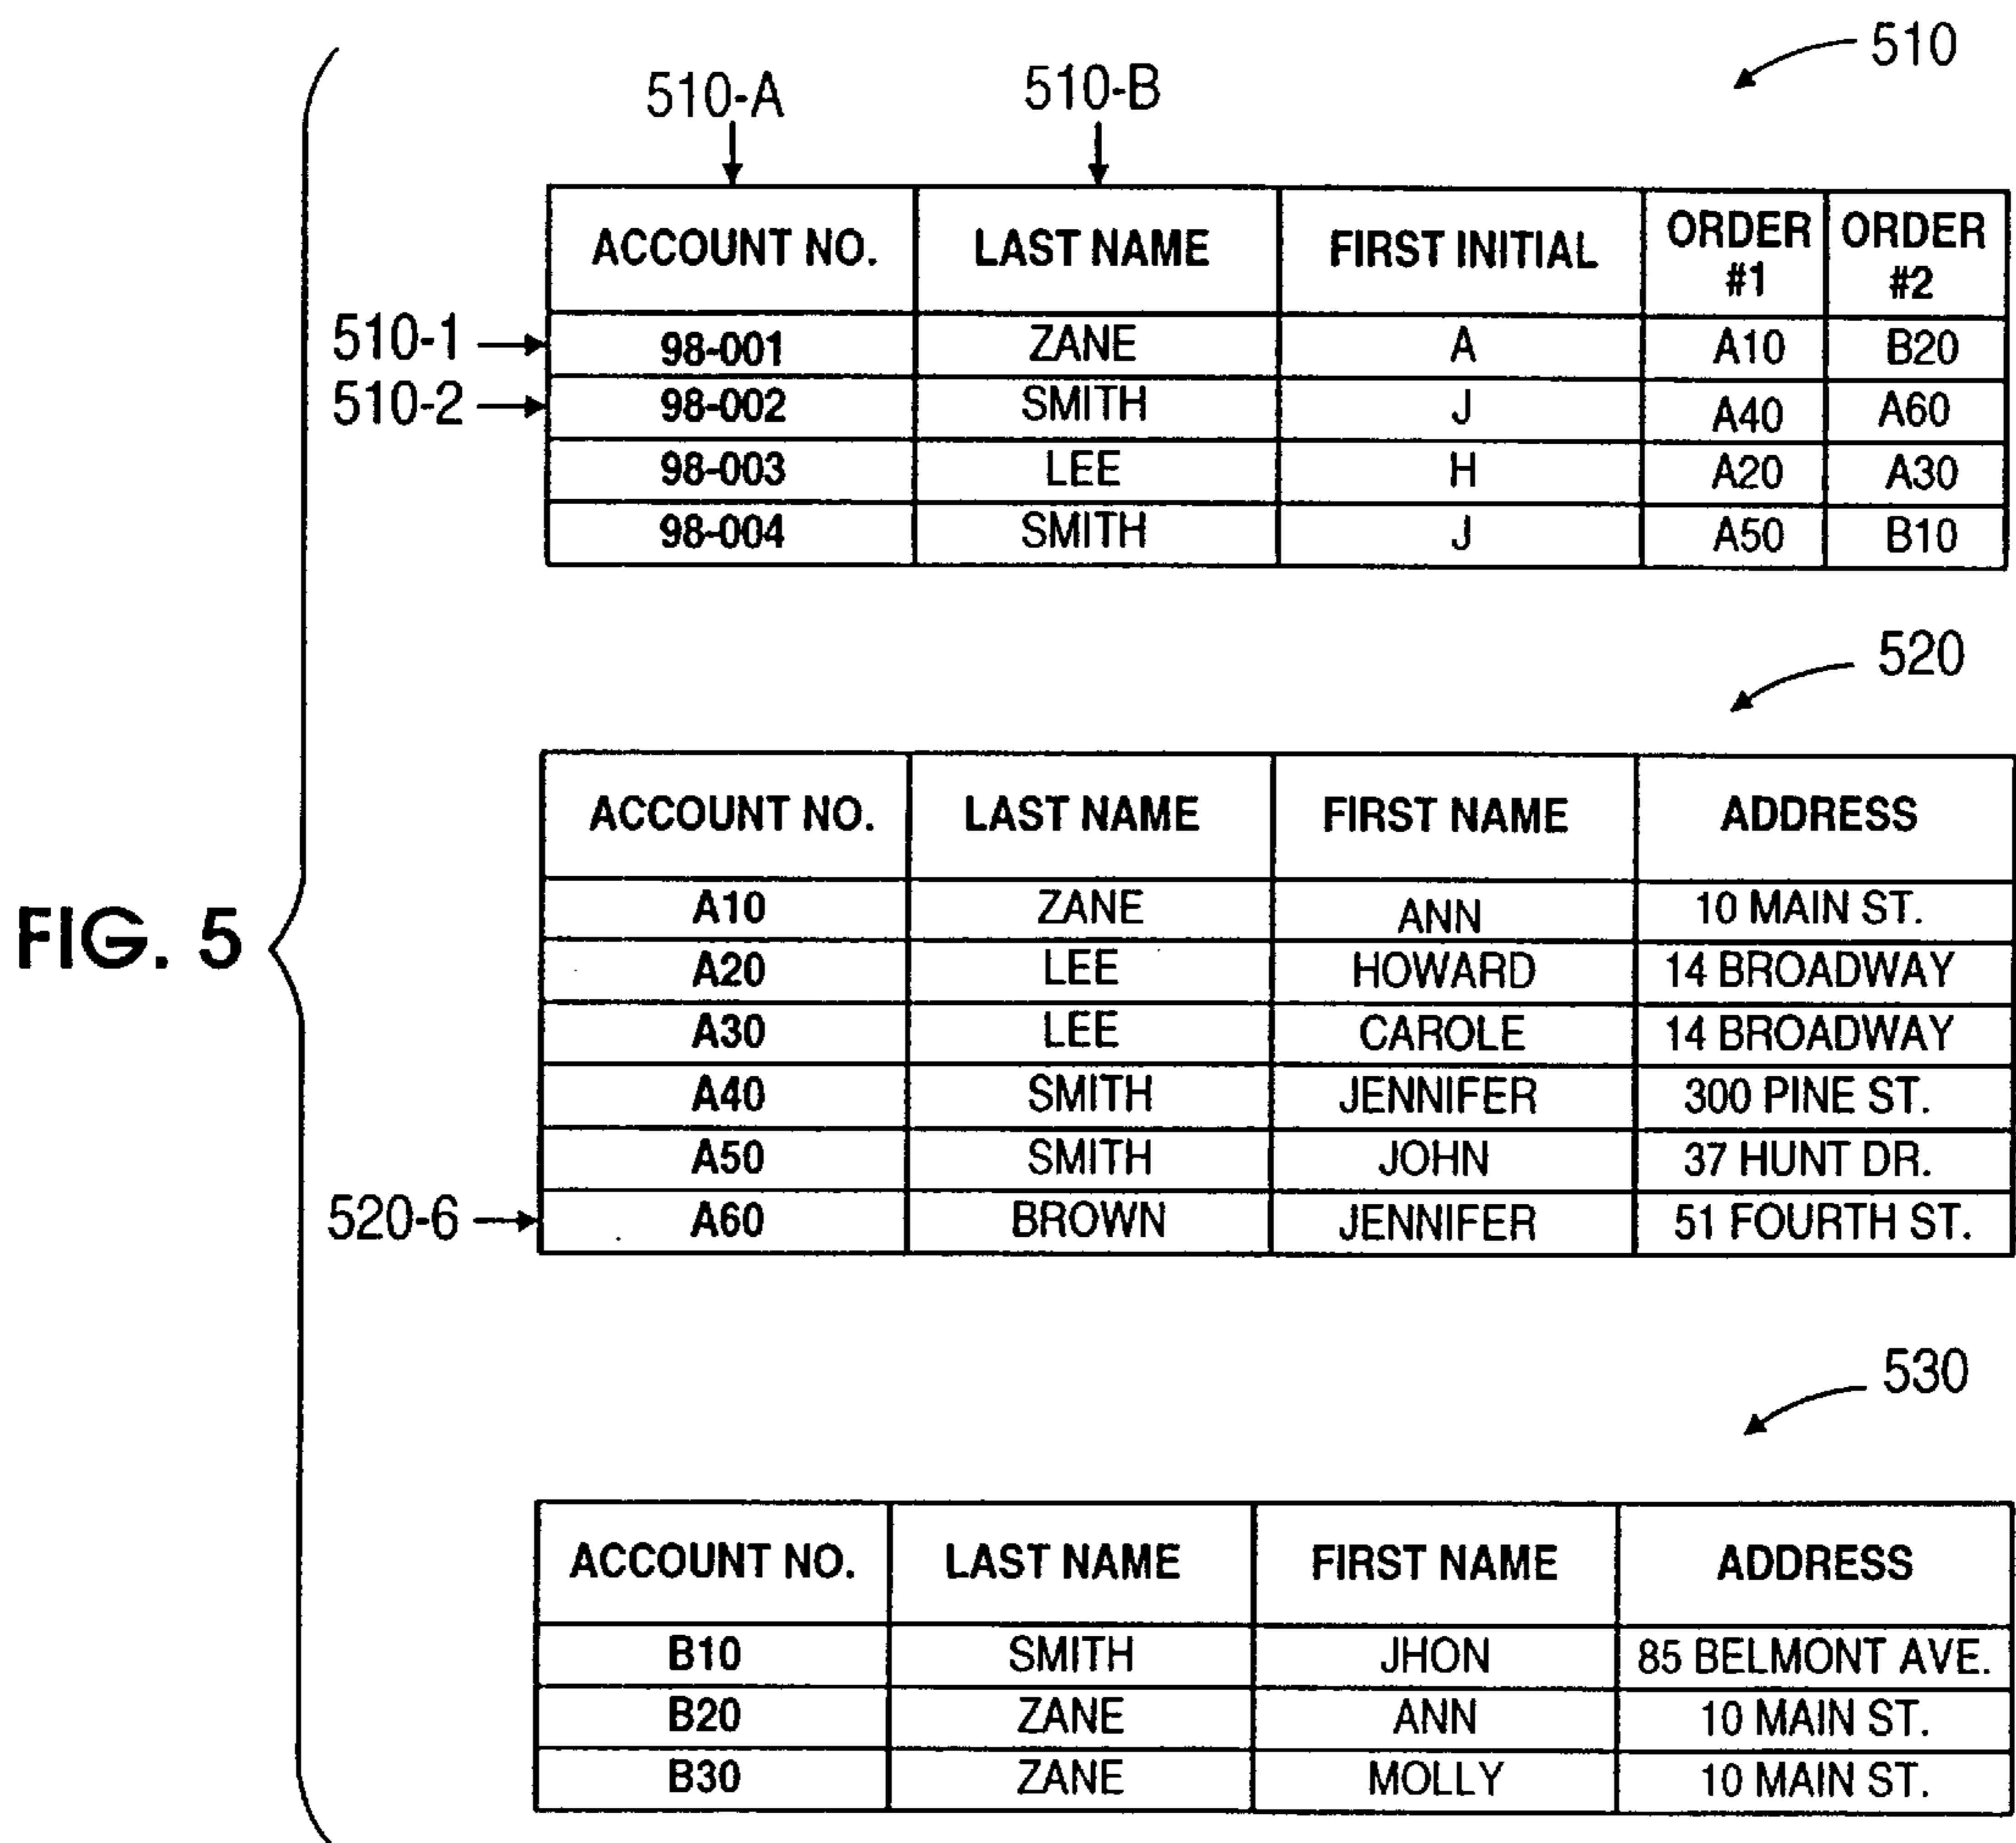 510
510-A 510-B
ACCOUNT NO. LAST NAME FIRST INITIAL ORDER #1 ORDER #2
510-1 98-001 ZANE A A10 B20
510-2 98-002 SMITH J A40 A60
98-003 LEE H A20 A30
98-004 SMITH J A50 B10
520
ACCOUNT NO. LAST NAME FIRST NAME ADDRESS
A10 ZANE ANN 10 MAIN ST.
FIG. 5
A20 LEE HOWARD 14 BROADWAY
A30 LEE CAROLE 14 BROADWAY
A40 SMITH JENNIFER 300 PINE ST.
A50 SMITH JOHN 37 HUNT DR.
520-6 A60 BROWN JENNIFER 51 FOURTH ST.
530
ACCOUNT NO. LAST NAME FIRST NAME ADDRESS
B10 SMITH JHON 85 BELMONT AVE.
B20 ZANE ANN 10 MAIN ST.
B30 ZANE MOLLY 10 MAIN ST.